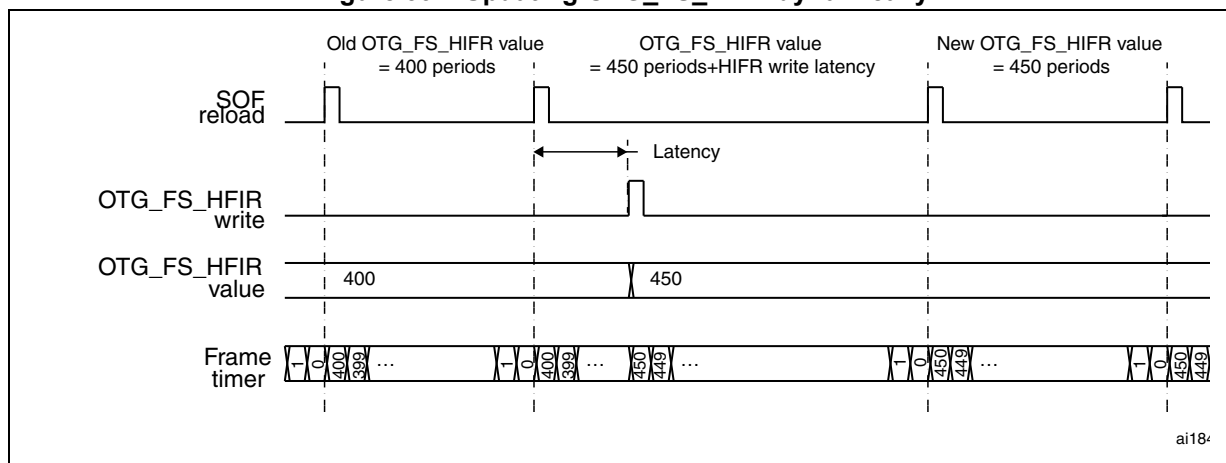 Old OTG_FS_HIFR value
= 400 periods
OTG_FS_HIFR value
= 450 periods+HIFR write latency
New OTG_FS_HIFR value
= 450 periods
SOF
reload
Latency
OTG_FS_HFIR
write
OTG_FS_HFIR
value
400
450
Frame
timer
1 0 400 399 ... 1 0 400 399 ... 450 449 ... 1 0 450 449 ... 1 0 450 449
ai184